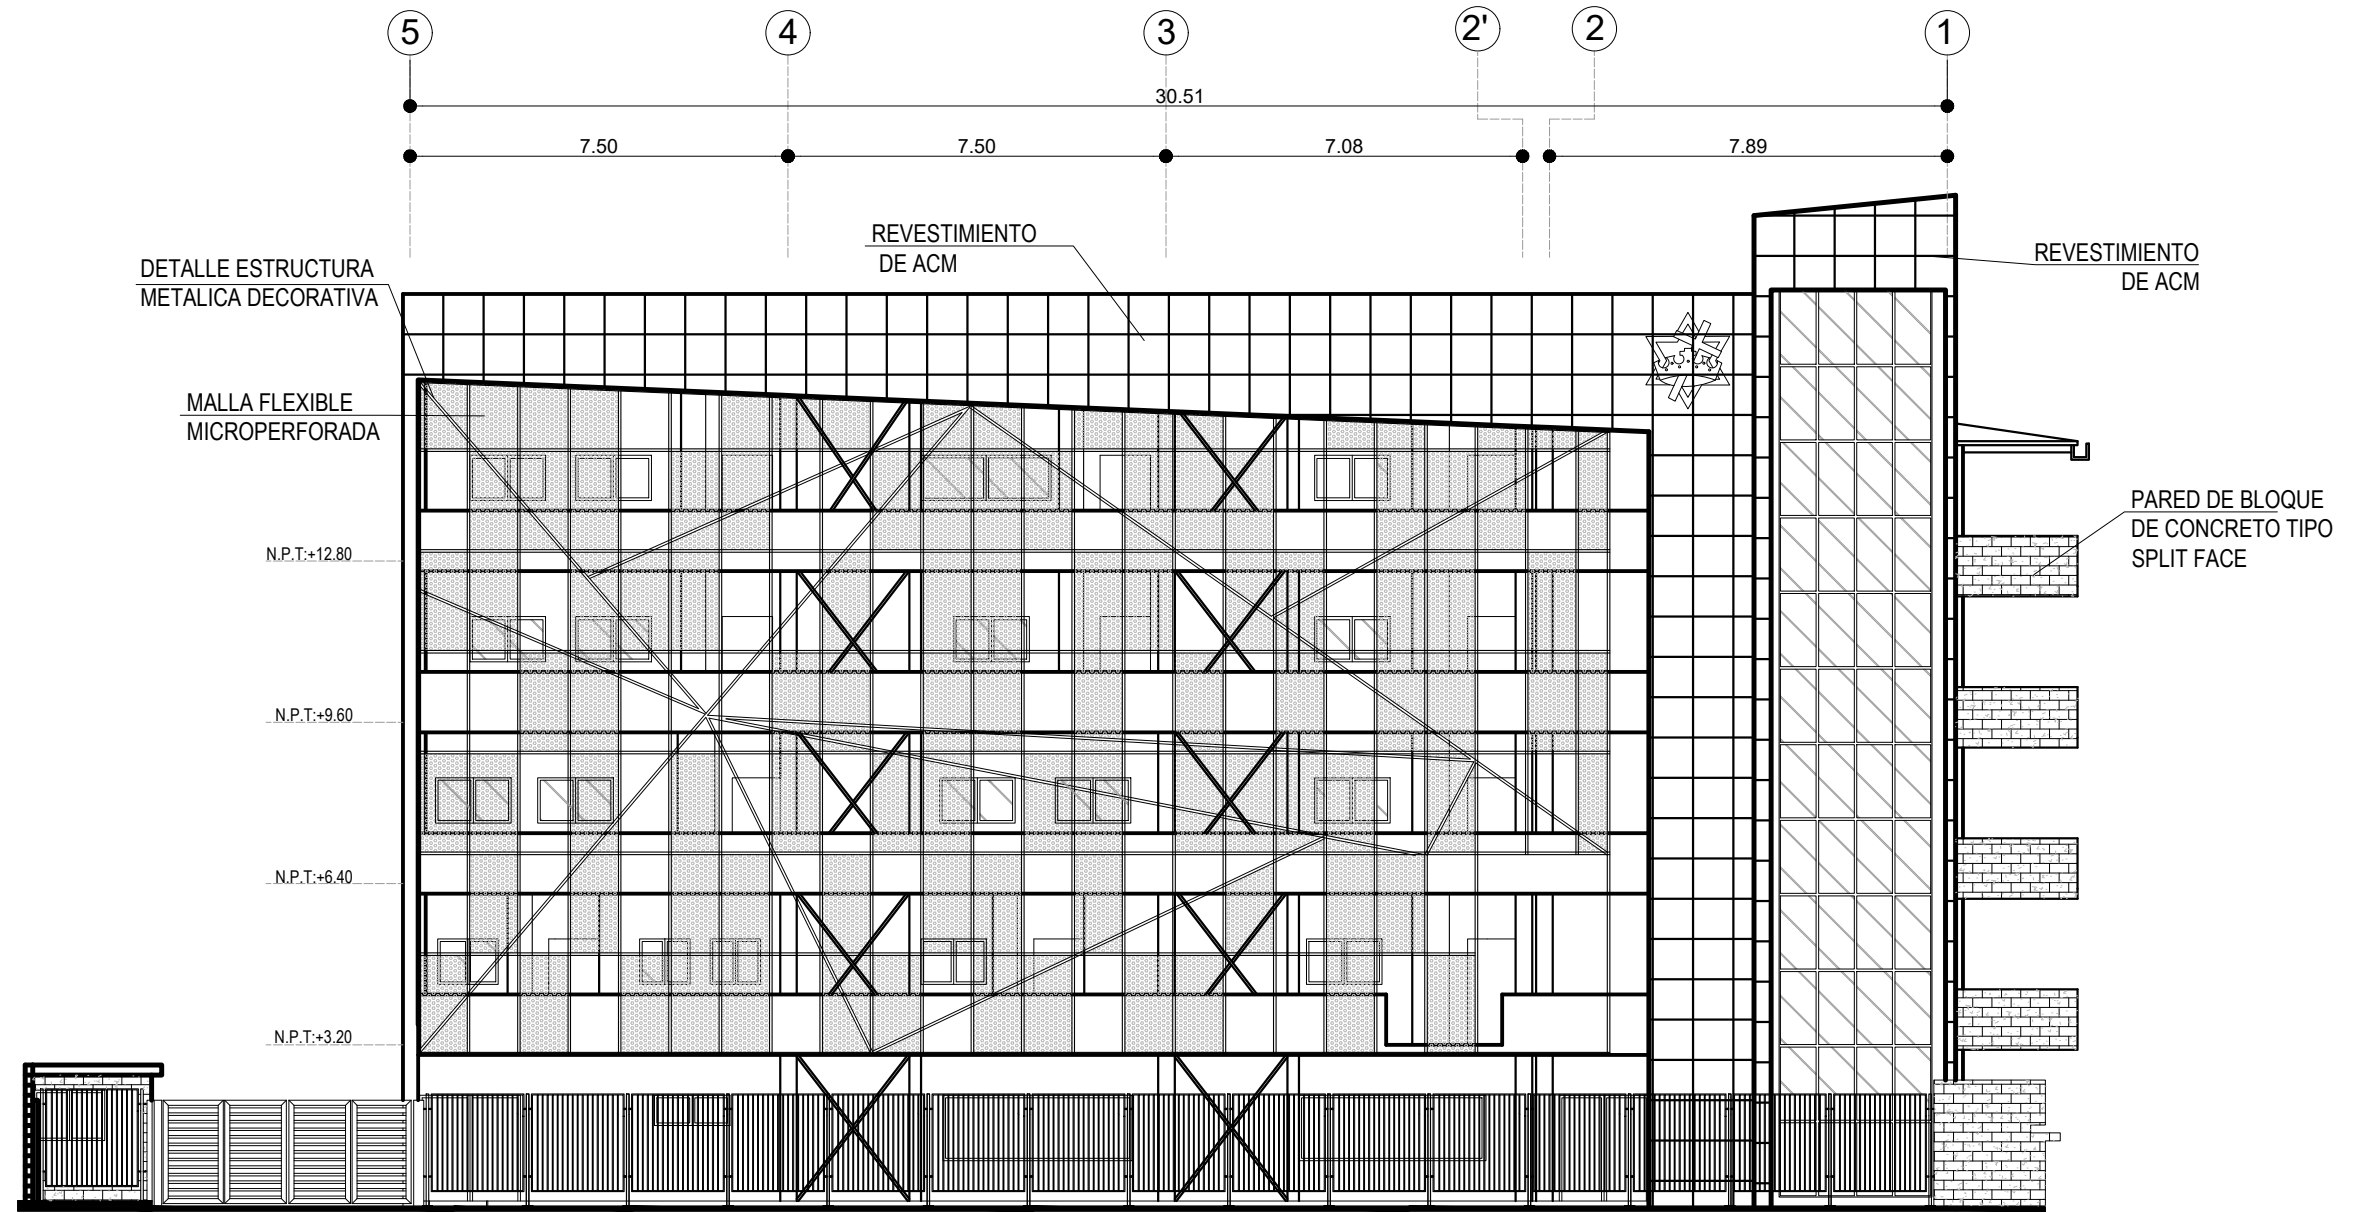 5 4 3 2' 2 1
30.51
7.50 7.50 7.08 7.89
REVESTIMIENTO
DE ACM
REVESTIMIENTO
DE ACM
DETALLE ESTRUCTURA
METALICA DECORATIVA
MALLA FLEXIBLE
MICROPERFORADA
PARED DE BLOQUE
DE CONCRETO TIPO
SPLIT FACE
N.P.T:+12.80
N.P.T:+9.60
N.P.T:+6.40
N.P.T:+3.20